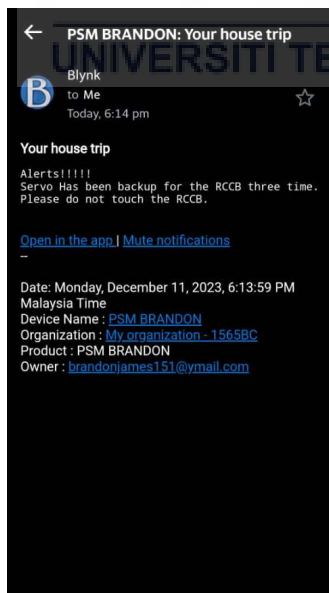 PSM BRANDON: Your house trip
UNIVERSITI TE
B
Blynk
to Me
Today, 6:14 pm
Your house trip
Alerts!!!!!
Servo Has been backup for the RCCB three time.
Please do not touch the RCCB.
Open in the app | Mute notifications
--
Date: Monday, December 11, 2023, 6:13:59 PM
Malaysia Time
Device Name : PSM BRANDON
Organization : My organization - 1565BC
Product : PSM BRANDON
Owner : brandonjames151@ymail.com